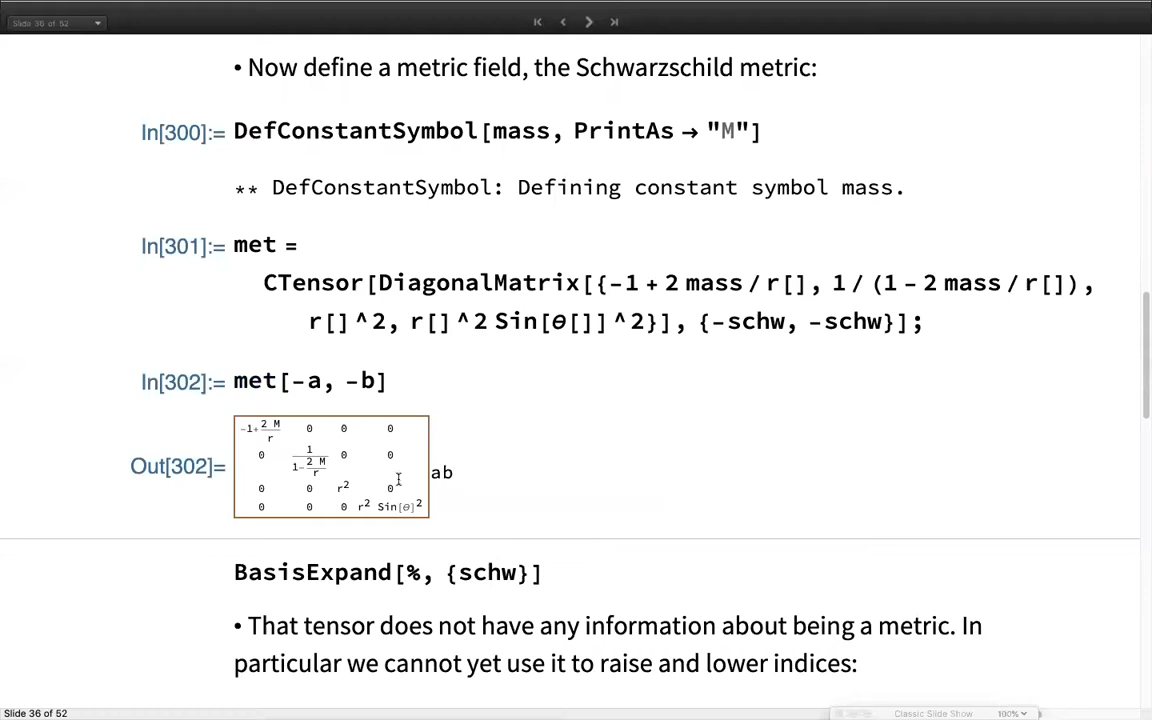 Slide 36 of 52
• Now define a metric field, the Schwarzschild metric:
In[300]:= DefConstantSymbol[mass, PrintAs → "M"]
** DefConstantSymbol: Defining constant symbol mass.
In[301]:= met =
CTensor[DiagonalMatrix[{-1 + 2 mass / r[], 1 / (1 - 2 mass / r[]),
r[] ^ 2, r[] ^ 2 Sin[θ[]] ^ 2}], {-schw, -schw}];
In[302]:= met[-a, -b]
Out[302]=
-1+ 2 M / r 0 0 0
0 1 / 1- 2 M / r 0 0
0 0 r² 0
0 0 0 r² Sin[θ]²
ab
BasisExpand[%, {schw}]
• That tensor does not have any information about being a metric. In
particular we cannot yet use it to raise and lower indices:
Slide 36 of 52
Classic Slide Show 100%